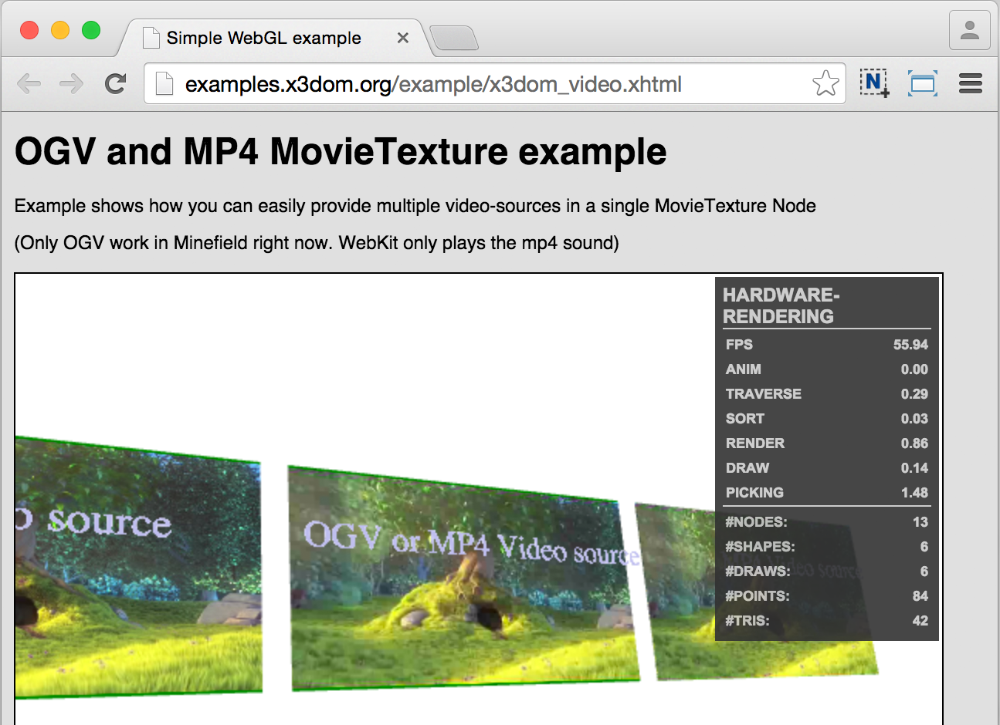 Simple WebGL example
examples.x3dom.org/example/x3dom_video.xhtml
N
OGV and MP4 MovieTexture example
Example shows how you can easily provide multiple video-sources in a single MovieTexture Node
(Only OGV work in Minefield right now. WebKit only plays the mp4 sound)
HARDWARE-
RENDERING
FPS 55.94
ANIM 0.00
TRAVERSE 0.29
SORT 0.03
RENDER 0.86
DRAW 0.14
PICKING 1.48
#NODES: 13
#SHAPES: 6
#DRAWS: 6
#POINTS: 84
#TRIS: 42
source
OGV or MP4 Video source
source